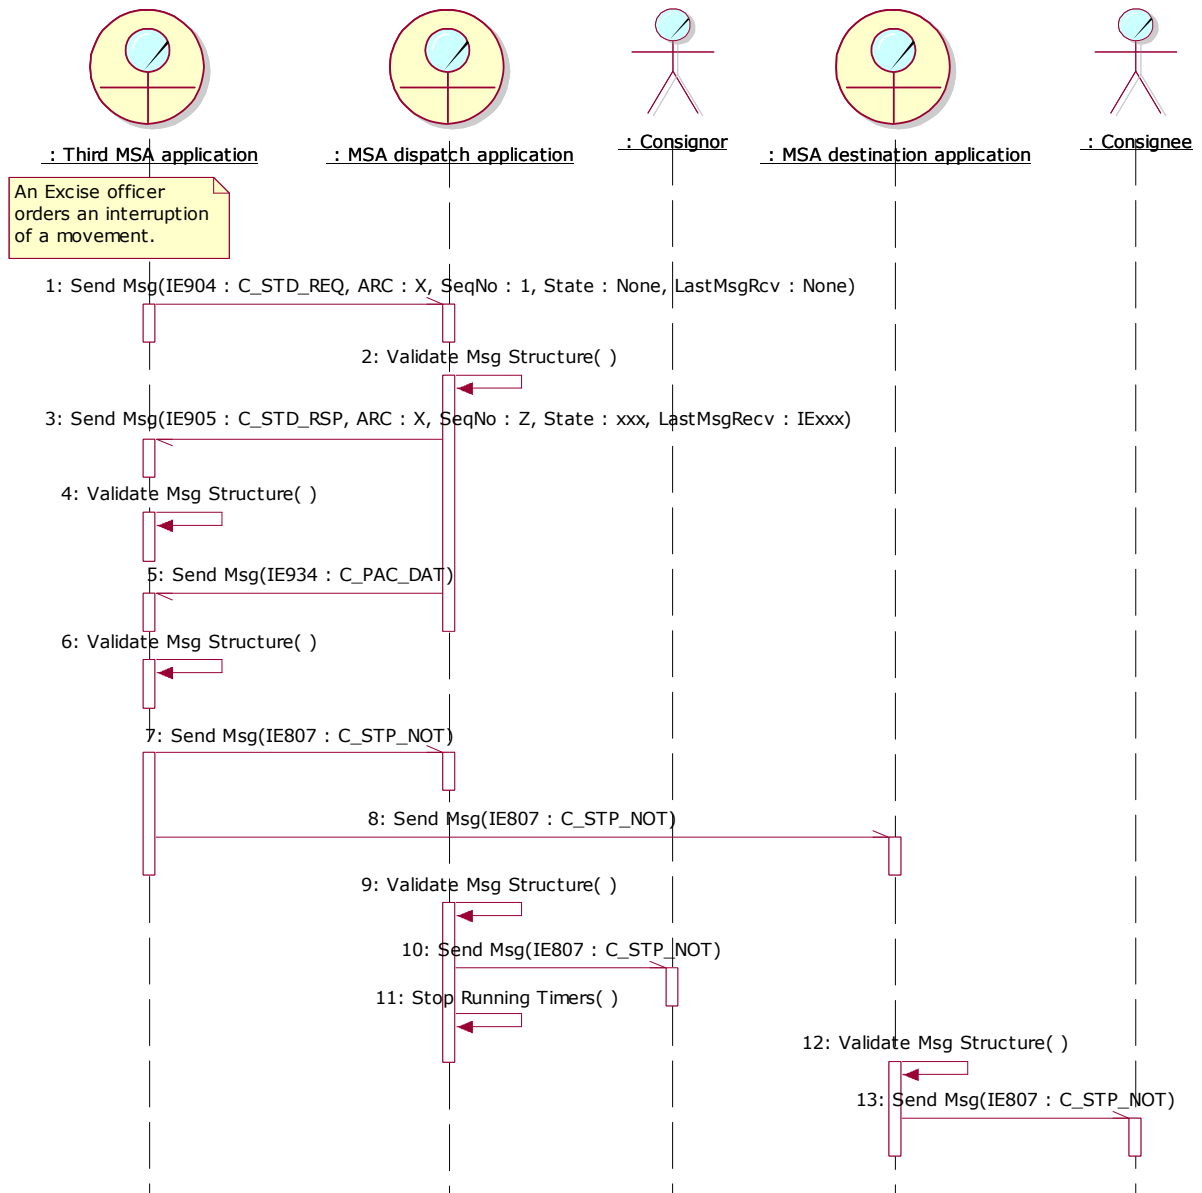 : Third MSA application
: MSA dispatch application
: Consignor
: MSA destination application
: Consignee
An Excise officer
orders an interruption
of a movement.
1: Send Msg(IE904 : C_STD_REQ, ARC : X, SeqNo : 1, State : None, LastMsgRcv : None)
2: Validate Msg Structure( )
3: Send Msg(IE905 : C_STD_RSP, ARC : X, SeqNo : Z, State : xxx, LastMsgRecv : IExxx)
4: Validate Msg Structure( )
5: Send Msg(IE934 : C_PAC_DAT)
6: Validate Msg Structure( )
7: Send Msg(IE807 : C_STP_NOT)
8: Send Msg(IE807 : C_STP_NOT)
9: Validate Msg Structure( )
10: Send Msg(IE807 : C_STP_NOT)
11: Stop Running Timers( )
12: Validate Msg Structure( )
13: Send Msg(IE807 : C_STP_NOT)